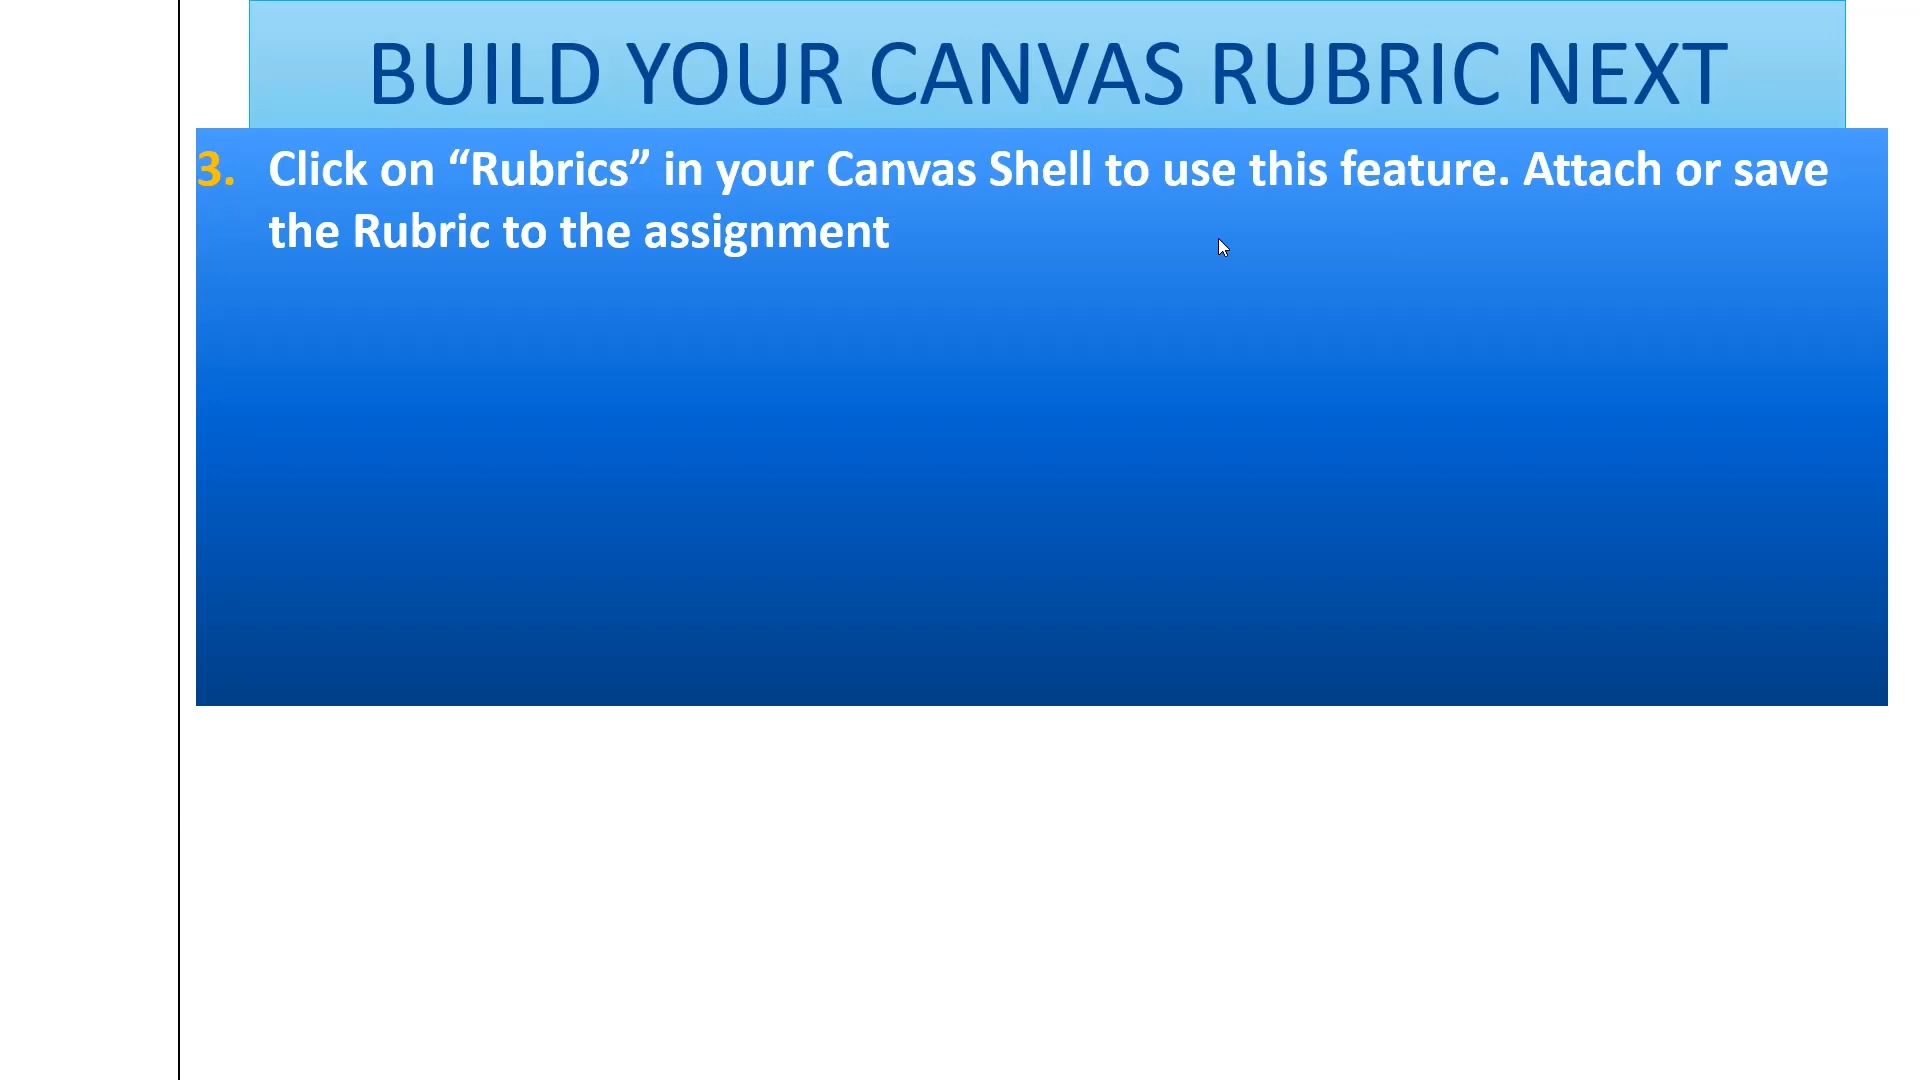 BUILD YOUR CANVAS RUBRIC NEXT
3. Click on “Rubrics” in your Canvas Shell to use this feature. Attach or save
the Rubric to the assignment